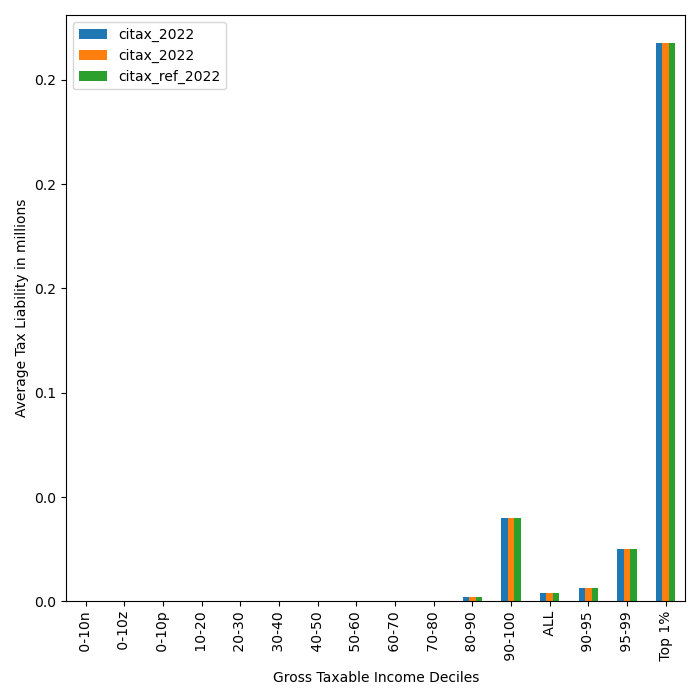 citax_2022
citax_2022
citax_ref_2022
Average Tax Liability in millions
0.2
0.2
0.2
0.1
0.0
0.0
0-10n
0-10z
0-10p
10-20
20-30
30-40
40-50
50-60
60-70
70-80
80-90
90-100
ALL
90-95
95-99
Top 1%
Gross Taxable Income Deciles